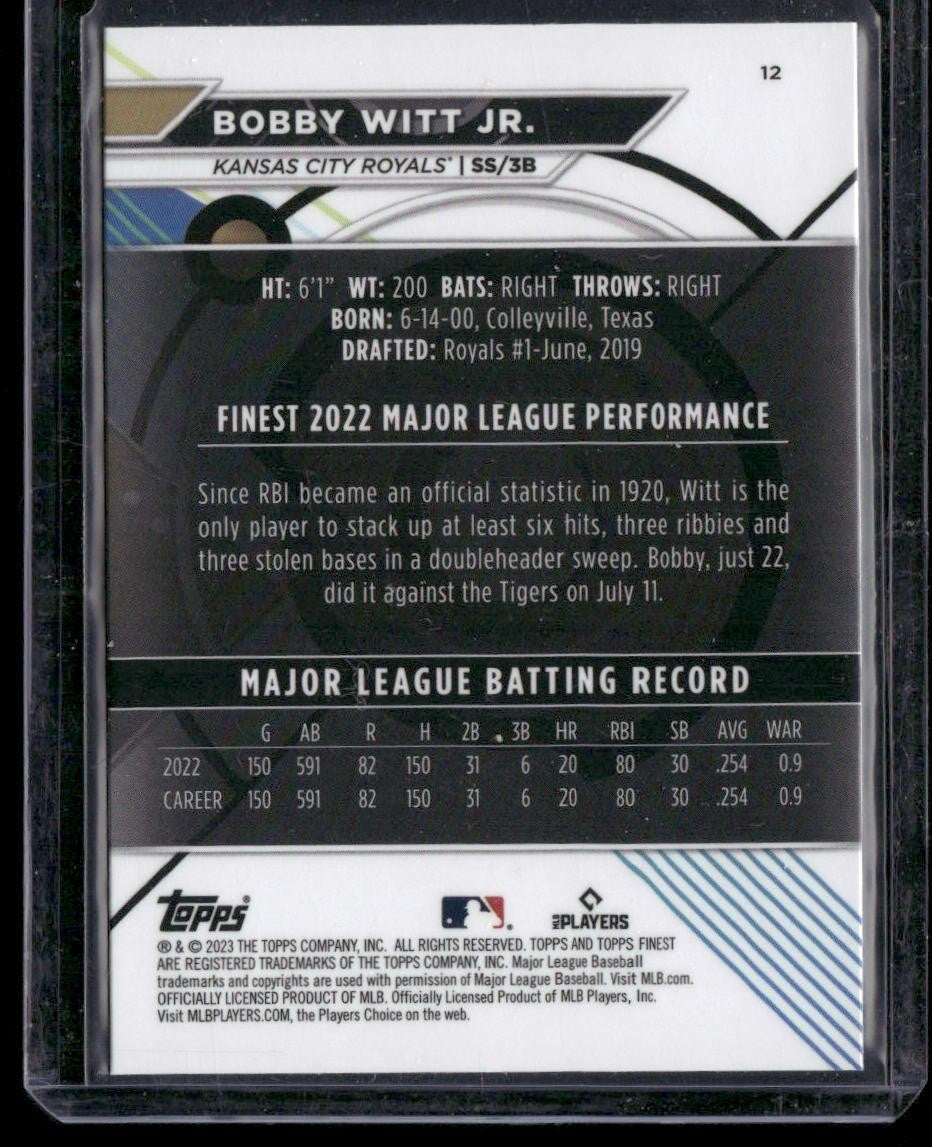 12
BOBBY WITT JR.
KANSAS CITY ROYALS® | SS/3B
HT: 6'1" WT: 200 BATS: RIGHT THROWS: RIGHT
BORN: 6-14-00, Colleyville, Texas
DRAFTED: Royals #1-June, 2019
FINEST 2022 MAJOR LEAGUE PERFORMANCE
Since RBI became an official statistic in 1920, Witt is the
only player to stack up at least six hits, three ribbies and
three stolen bases in a doubleheader sweep. Bobby, just 22,
did it against the Tigers on July 11.
MAJOR LEAGUE BATTING RECORD
G AB R H 2B 3B HR RBI SB AVG WAR
2022 150 591 82 150 31 6 20 80 30 .254 0.9
CAREER 150 591 82 150 31 6 20 80 30 .254 0.9
topps®
MLB PLAYERS
® & © 2023 THE TOPPS COMPANY, INC. ALL RIGHTS RESERVED. TOPPS AND TOPPS FINEST
ARE REGISTERED TRADEMARKS OF THE TOPPS COMPANY, INC. Major League Baseball
trademarks and copyrights are used with permission of Major League Baseball. Visit MLB.com.
OFFICIALLY LICENSED PRODUCT OF MLB. Officially Licensed Product of MLB Players, Inc.
Visit MLBPLAYERS.COM, the Players Choice on the web.